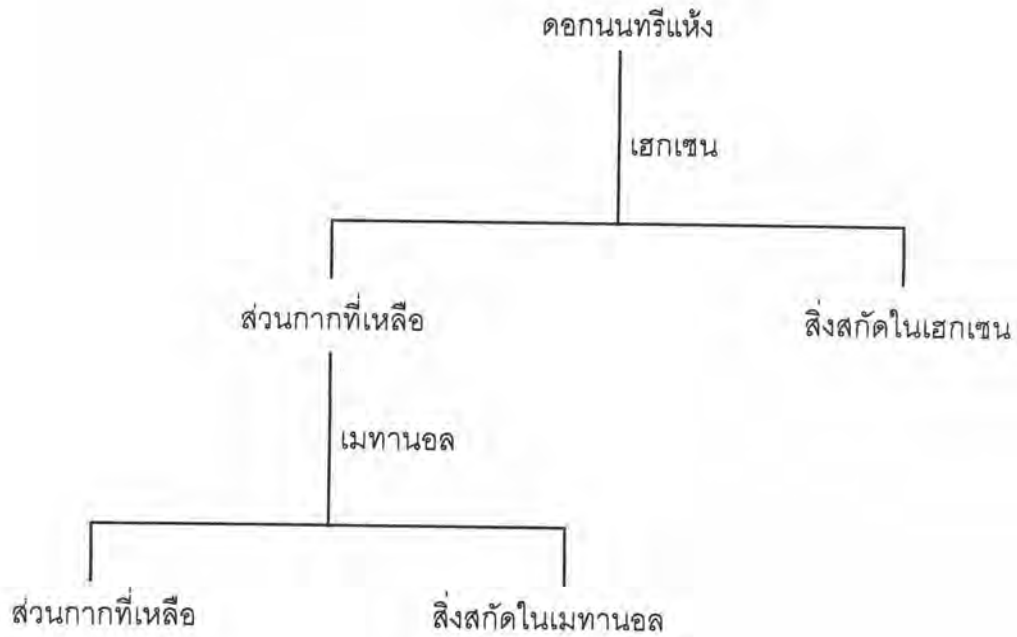 ดอกนนทรีแห้ง
เฮกเซน
ส่วนกากที่เหลือ
สิ่งสกัดในเฮกเซน
เมทานอล
ส่วนกากที่เหลือ
สิ่งสกัดในเมทานอล